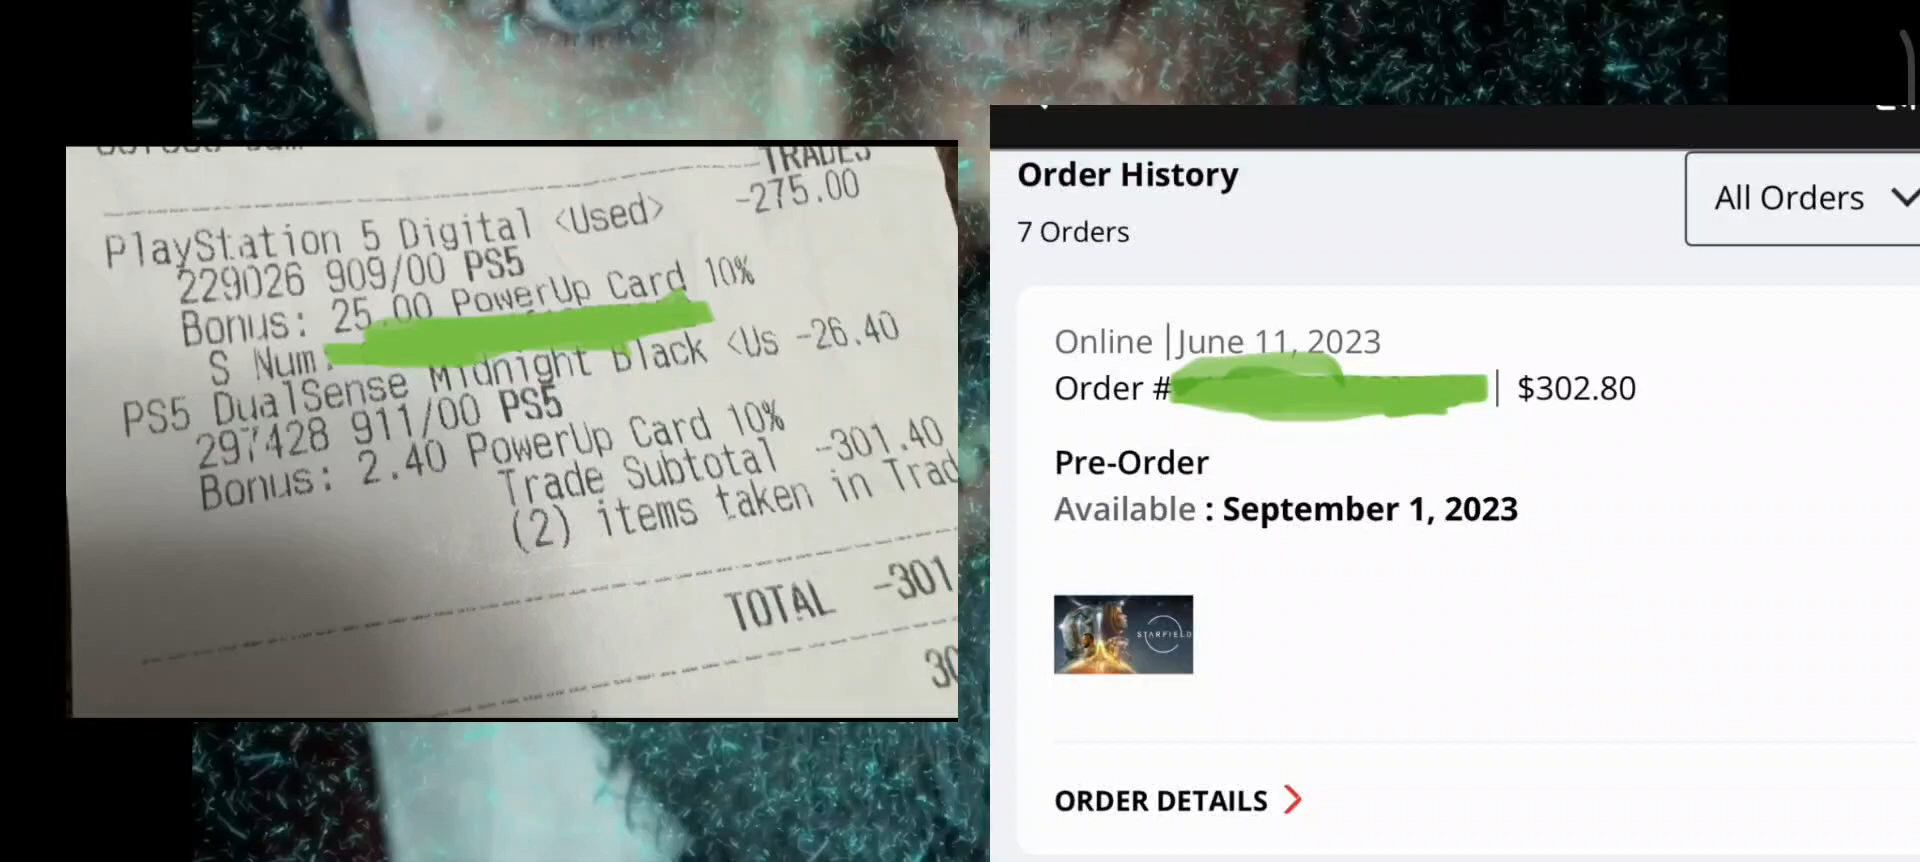 TRADES
PlayStation 5 Digital <Used> -275.00
229026 909/00 PS5
Bonus: 25.00 PowerUp Card 10%
S Num:
PS5 DualSense Midnight Black <Us -26.40
297428 911/00 PS5
Bonus: 2.40 PowerUp Card 10%
Trade Subtotal -301.40
(2) items taken in Trad
TOTAL -301
30
Order History
All Orders
7 Orders
Online | June 11, 2023
Order # | $302.80
Pre-Order
Available : September 1, 2023
STARFIELD
ORDER DETAILS